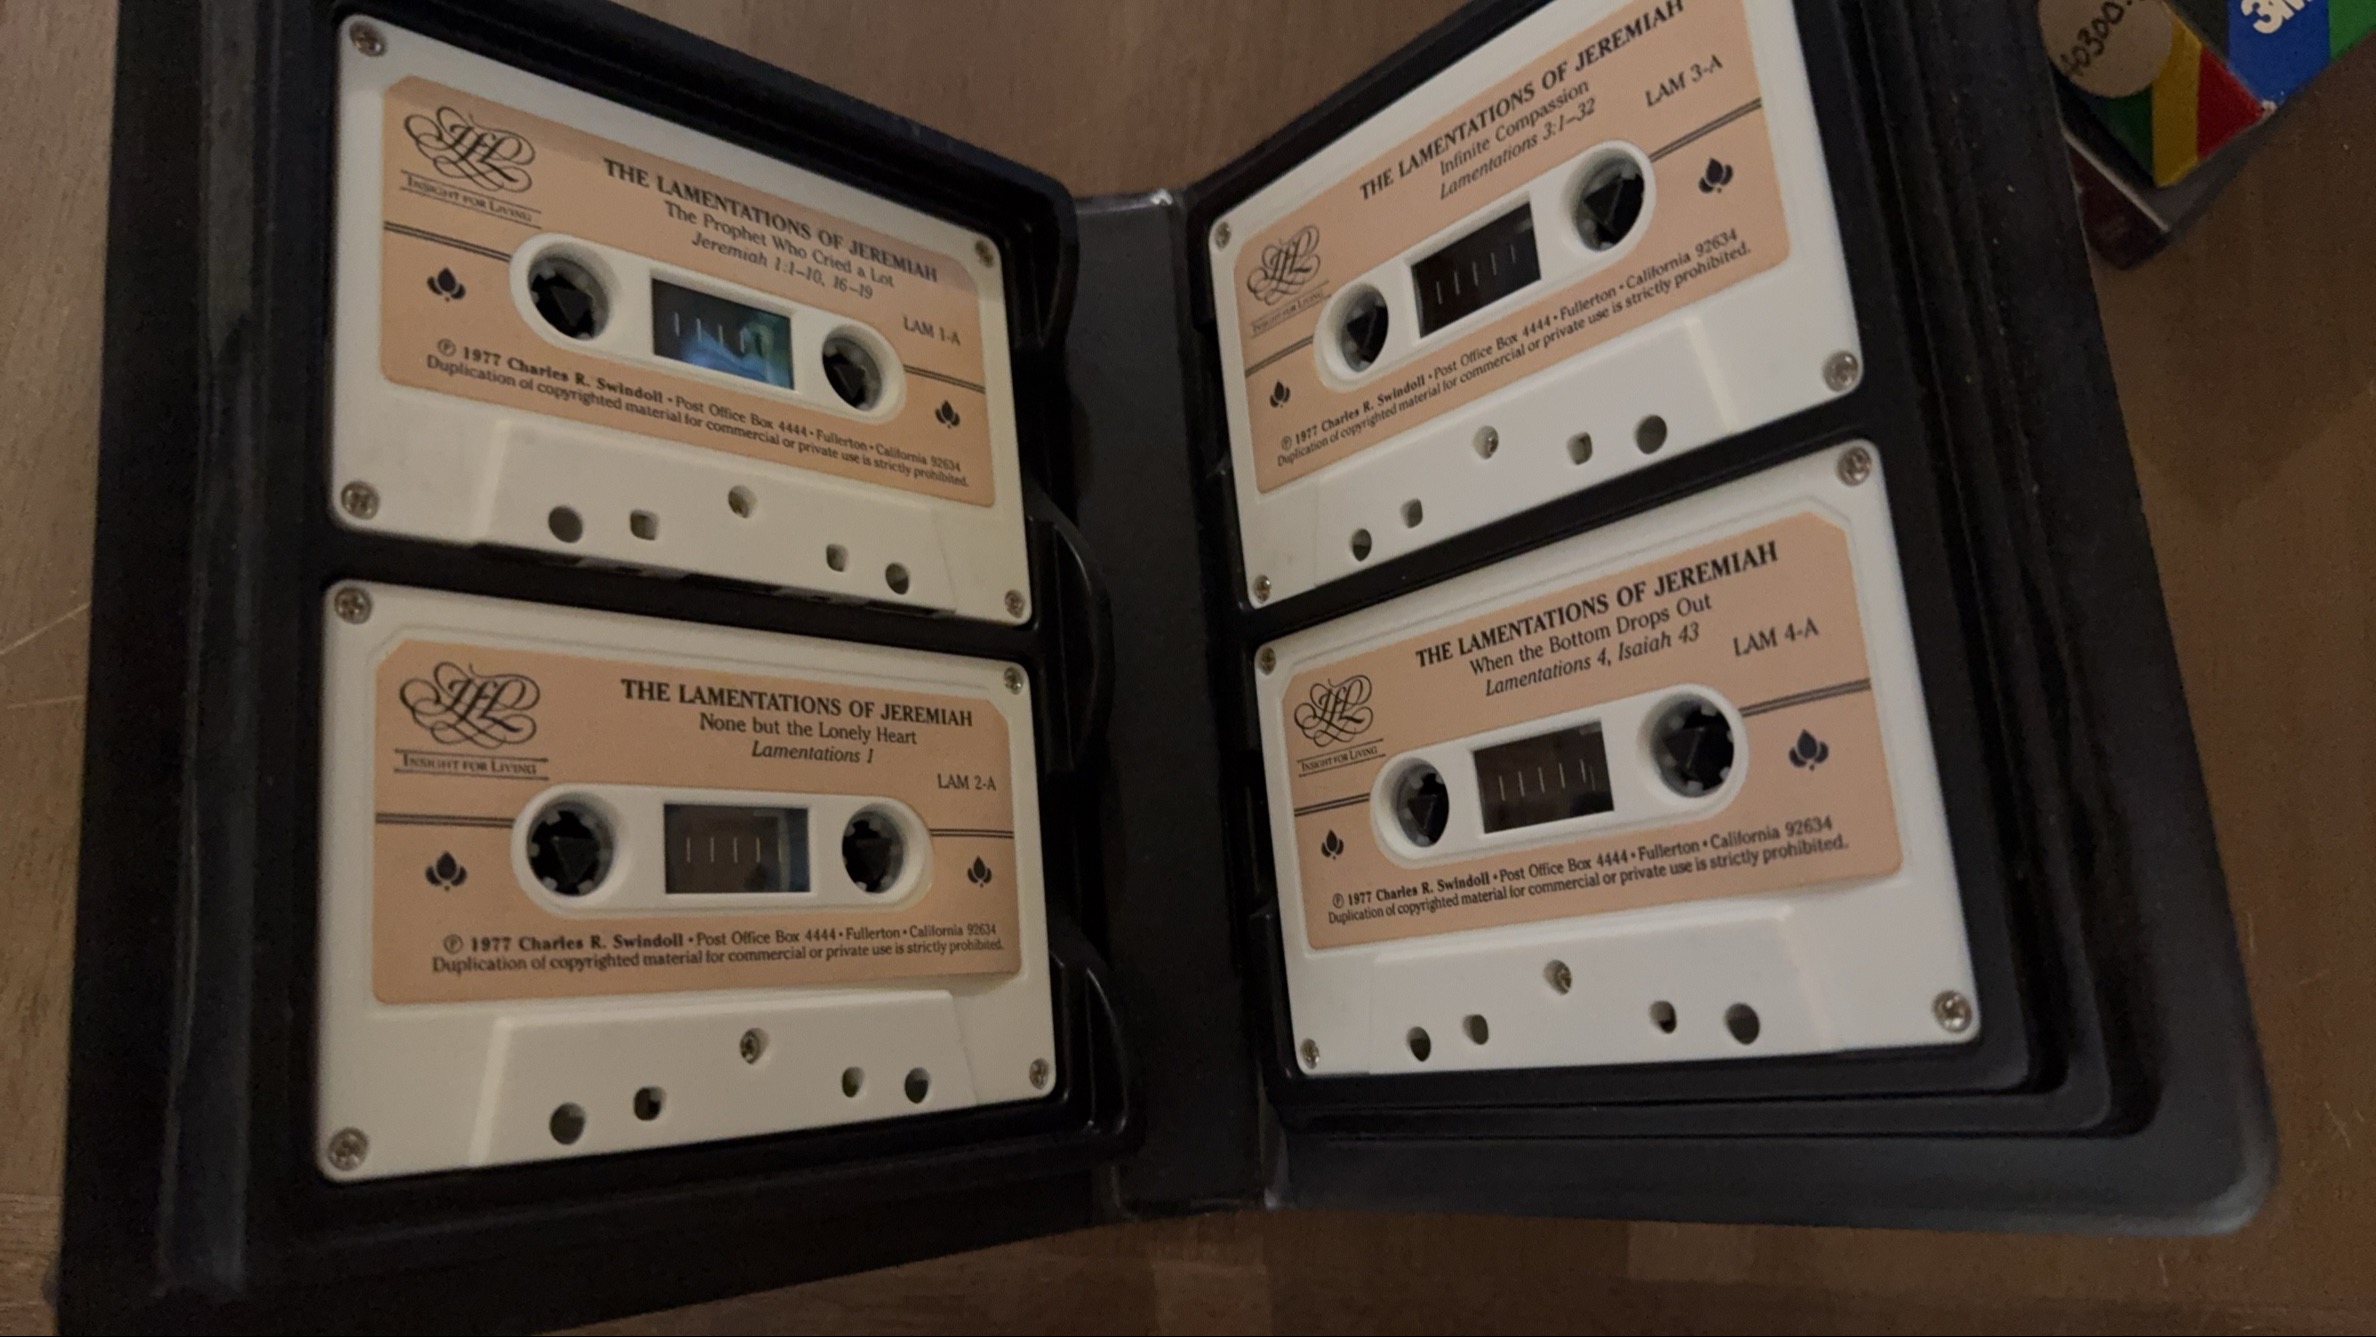 IfL
INSIGHT FOR LIVING
THE LAMENTATIONS OF JEREMIAH
The Prophet Who Cried a Lot
Jeremiah 1:1–10, 16–19
LAM 1-A
℗ 1977 Charles R. Swindoll • Post Office Box 4444 • Fullerton • California 92634
Duplication of copyrighted material for commercial or private use is strictly prohibited.
IfL
INSIGHT FOR LIVING
THE LAMENTATIONS OF JEREMIAH
None but the Lonely Heart
Lamentations 1
LAM 2-A
℗ 1977 Charles R. Swindoll • Post Office Box 4444 • Fullerton • California 92634
Duplication of copyrighted material for commercial or private use is strictly prohibited.
IfL
INSIGHT FOR LIVING
THE LAMENTATIONS OF JEREMIAH
Infinite Compassion
Lamentations 3:1–32
LAM 3-A
℗ 1977 Charles R. Swindoll • Post Office Box 4444 • Fullerton • California 92634
Duplication of copyrighted material for commercial or private use is strictly prohibited.
IfL
INSIGHT FOR LIVING
THE LAMENTATIONS OF JEREMIAH
When the Bottom Drops Out
Lamentations 4, Isaiah 43
LAM 4-A
℗ 1977 Charles R. Swindoll • Post Office Box 4444 • Fullerton • California 92634
Duplication of copyrighted material for commercial or private use is strictly prohibited.